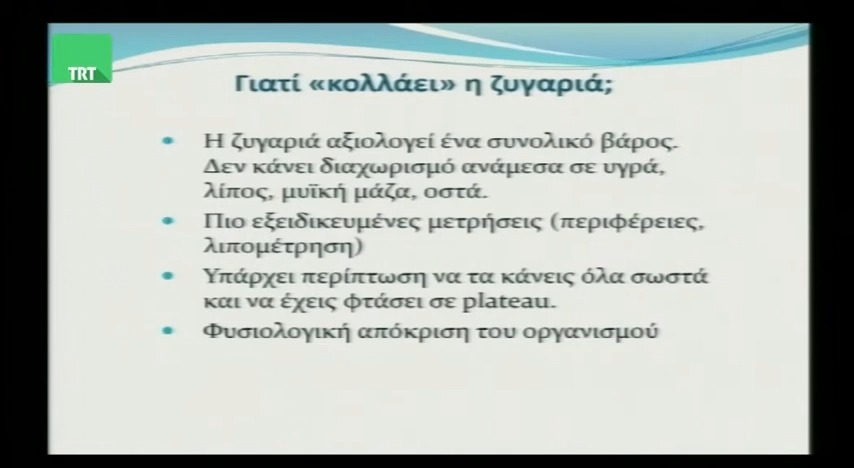 TRT
Γιατί «κολλάει» η ζυγαριά;
• Η ζυγαριά αξιολογεί ένα συνολικό βάρος.
Δεν κάνει διαχωρισμό ανάμεσα σε υγρά,
λίπος, μυϊκή μάζα, οστά.
• Πιο εξειδικευμένες μετρήσεις (περιφέρειες,
λιπομέτρηση)
• Υπάρχει περίπτωση να τα κάνεις όλα σωστά
και να έχεις φτάσει σε plateau.
• Φυσιολογική απόκριση του οργανισμού